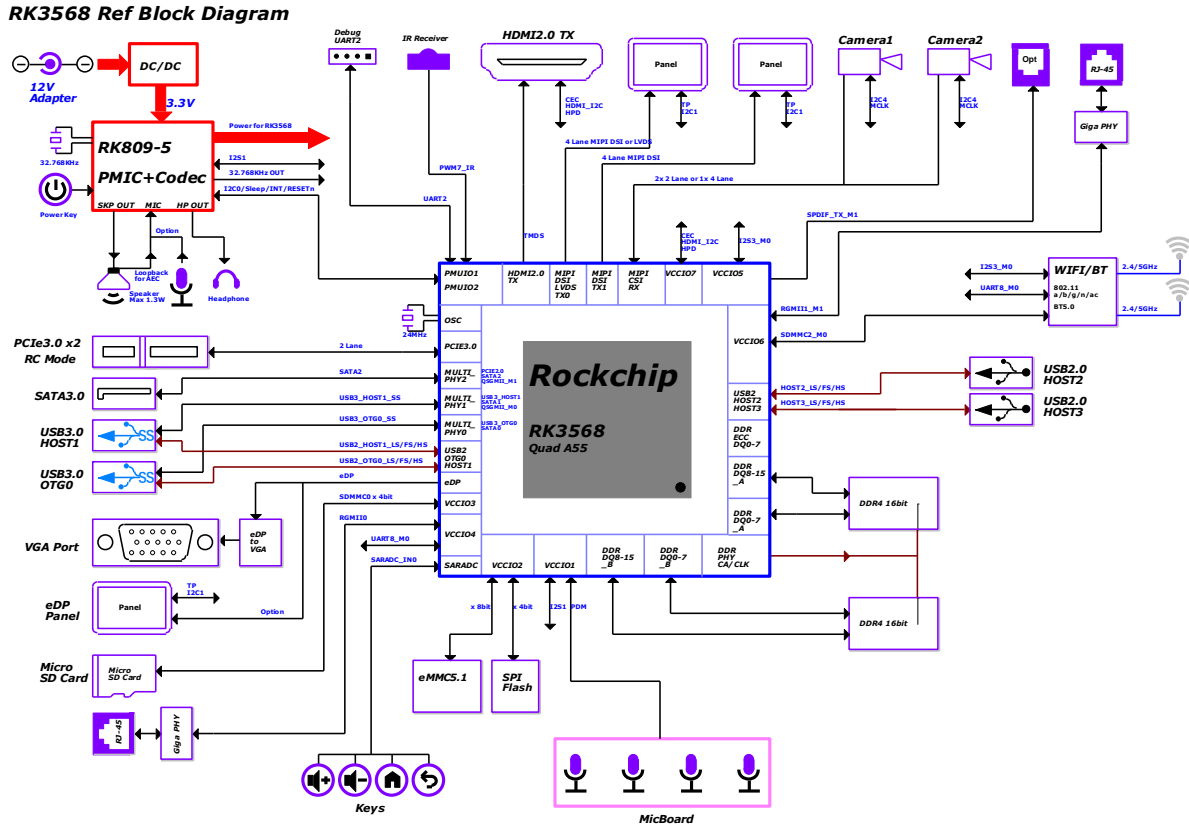 RK3568 Ref Block Diagram
12V
Adapter
DC/DC
3.3V
RK809-5
PMIC+Codec
32.768KHz
Power Key
Power for RK3568
I2S1
32.768KHz OUT
I2C0/Sleep/INT/RESETn
SKP OUT
MIC
HP OUT
Option
Loopback
for AEC
Speaker
Max 1.3W
Headphone
Debug
UART2
IR Receiver
HDMI2.0 TX
Panel
Panel
Camera1
Camera2
Opt
RJ-45
Giga PHY
CEC
HDMI_I2C
HPD
TP
I2C1
TP
I2C1
I2C4
MCLK
I2C4
MCLK
4 Lane MIPI DSI or LVDS
4 Lane MIPI DSI
2x 2 Lane or 1x 4 Lane
PWM7_IR
UART2
TMDS
CEC
HDMI_I2C
HPD
I2S3_M0
SPDIF_TX_M1
PMUIO1
PMUIO2
HDMI2.0
TX
MIPI
DSI
LVDS
TX0
MIPI
DSI
TX1
MIPI
CSI
RX
VCCIO7
VCCIO5
I2S3_M0
UART8_M0
WIFI/BT
802.11
a/b/g/n/ac
BT5.0
2.4/5GHz
2.4/5GHz
RGMII1_M1
SDMMC2_M0
VCCIO6
24MHz
OSC
PCIe3.0 x2
RC Mode
2 Lane
PCIE3.0
SATA3.0
SATA2
MULTI_
PHY2
PCIE2.0
SATA2
QSGMII_M1
USB3_HOST1_SS
MULTI_
PHY1
USB3_HOST1
SATA1
QSGMII_M0
USB3.0
HOST1
SS
USB3_OTG0_SS
MULTI_
PHY0
USB3_OTG0
SATA0
USB2_HOST1_LS/FS/HS
USB2_OTG0_LS/FS/HS
USB2
OTG0
HOST1
USB3.0
OTG0
SS
eDP
eDP
Rockchip
RK3568
Quad A55
USB2
HOST2
HOST3
HOST2_LS/FS/HS
HOST3_LS/FS/HS
USB2.0
HOST2
USB2.0
HOST3
DDR
ECC
DQ0-7
DDR
DQ8-15
_A
DDR
DQ0-7
_A
DDR4 16bit
DDR4 16bit
SDMMC0 x 4bit
VCCIO3
RGMII0
VCCIO4
UART8_M0
SARADC_IN0
SARADC
VGA Port
eDP
to
VGA
VCCIO2
VCCIO1
DDR
DQ8-15
_B
DDR
DQ0-7
_B
DDR
PHY
CA/CLK
eDP
Panel
Panel
TP
I2C1
Option
x 8bit
x 4bit
I2S1
PDM
Micro
SD Card
Micro
SD Card
eMMC5.1
SPI
Flash
RJ-45
Giga PHY
Keys
MicBoard